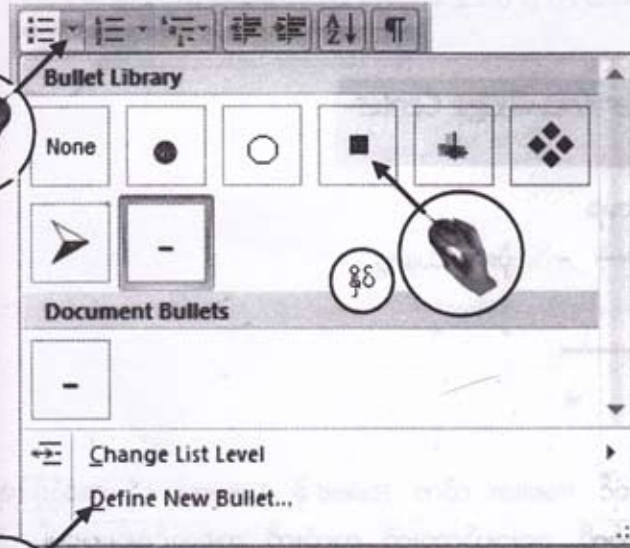 Bullet Library
None
Document Bullets
Change List Level
Define New Bullet...